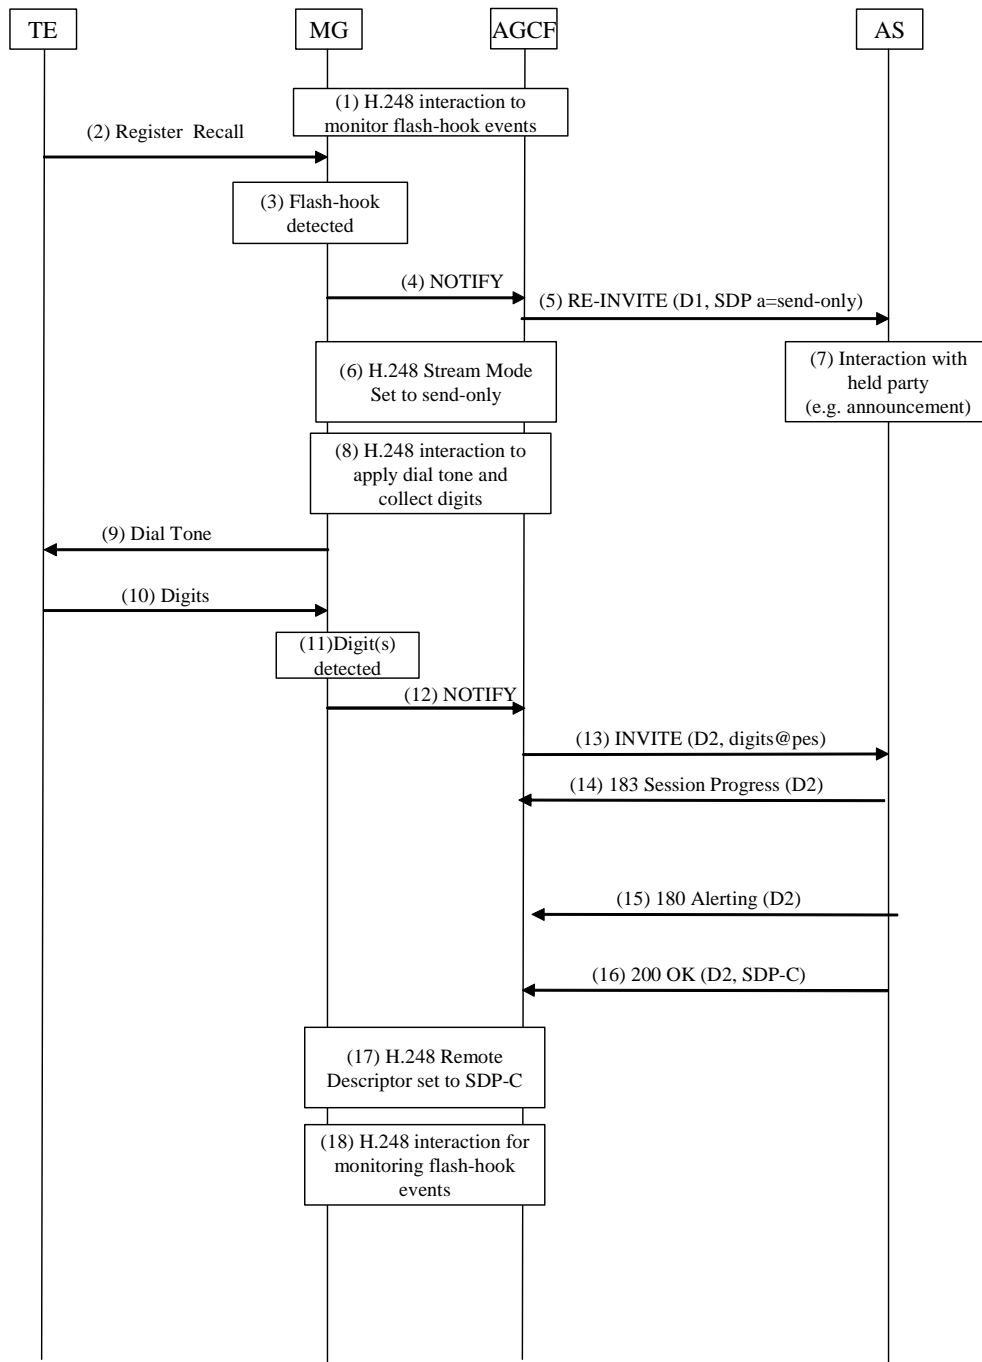 TE
MG
AGCF
AS
(1) H.248 interaction to
monitor flash-hook events
(2) Register Recall
(3) Flash-hook
detected
(4) NOTIFY
(5) RE-INVITE (D1, SDP a=send-only)
(6) H.248 Stream Mode
Set to send-only
(7) Interaction with
held party
(e.g. announcement)
(8) H.248 interaction to
apply dial tone and
collect digits
(9) Dial Tone
(10) Digits
(11)Digit(s)
detected
(12) NOTIFY
(13) INVITE (D2, digits@pes)
(14) 183 Session Progress (D2)
(15) 180 Alerting (D2)
(16) 200 OK (D2, SDP-C)
(17) H.248 Remote
Descriptor set to SDP-C
(18) H.248 interaction for
monitoring flash-hook
events